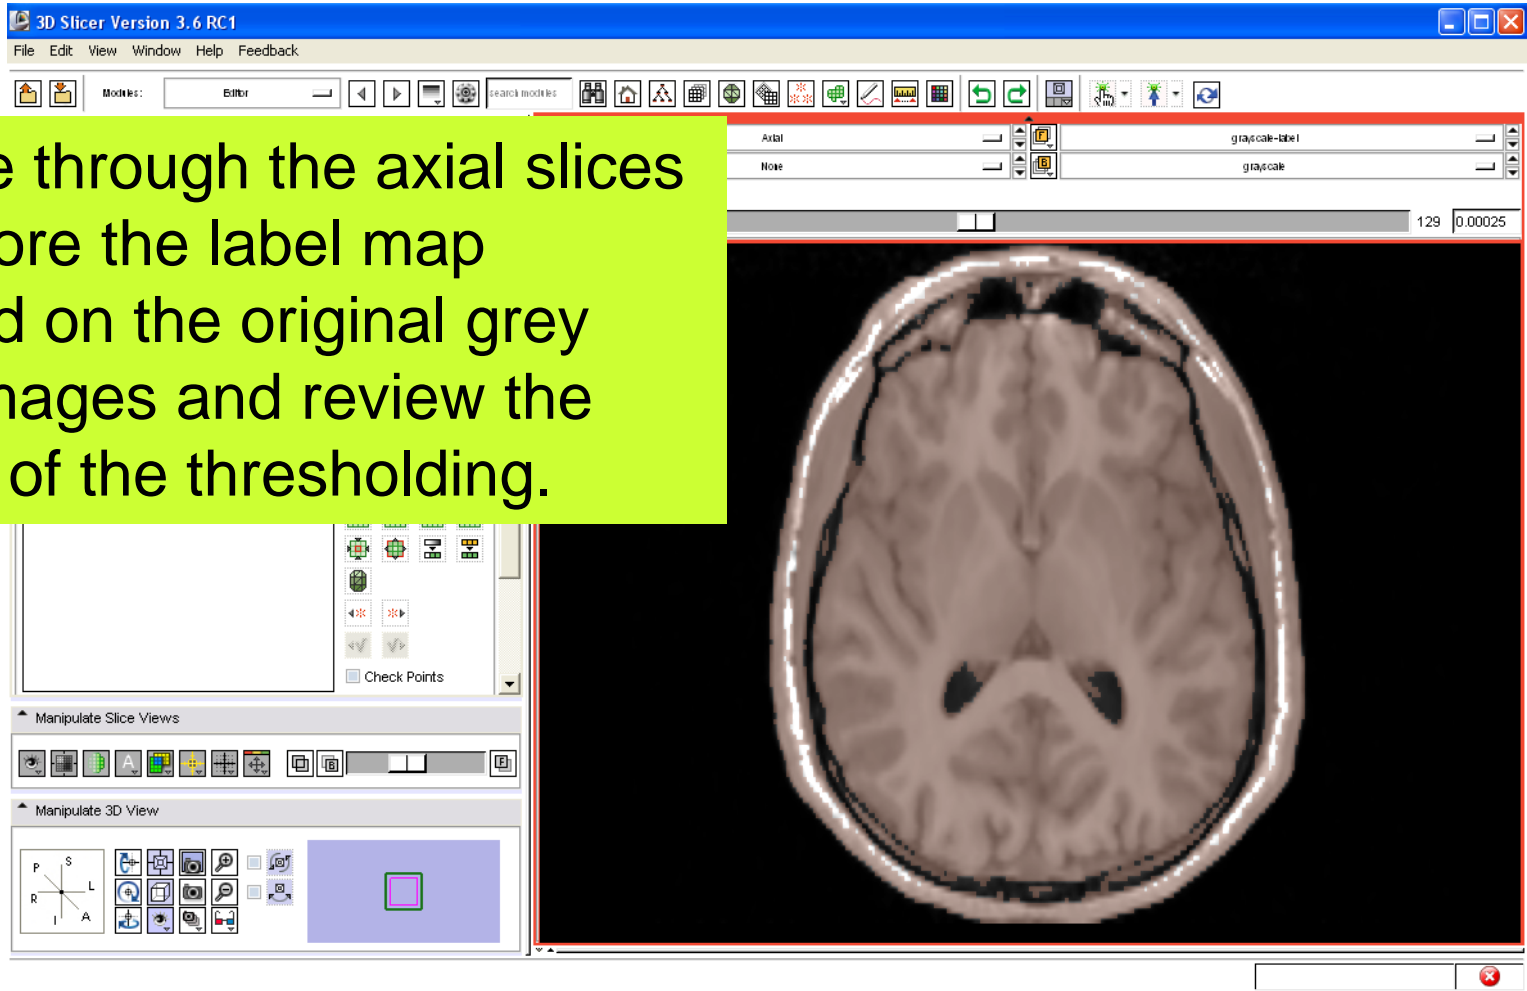 3D Slicer Version 3.6 RC1
File Edit View Window Help Feedback
Modules: Editor search modules
Axial grayscale-label
None grayscale
129 0.00025
e through the axial slices
ore the label map
d on the original grey
nages and review the
of the thresholding.
Check Points
Manipulate Slice Views
A B F
Manipulate 3D View
P S
R L
I A